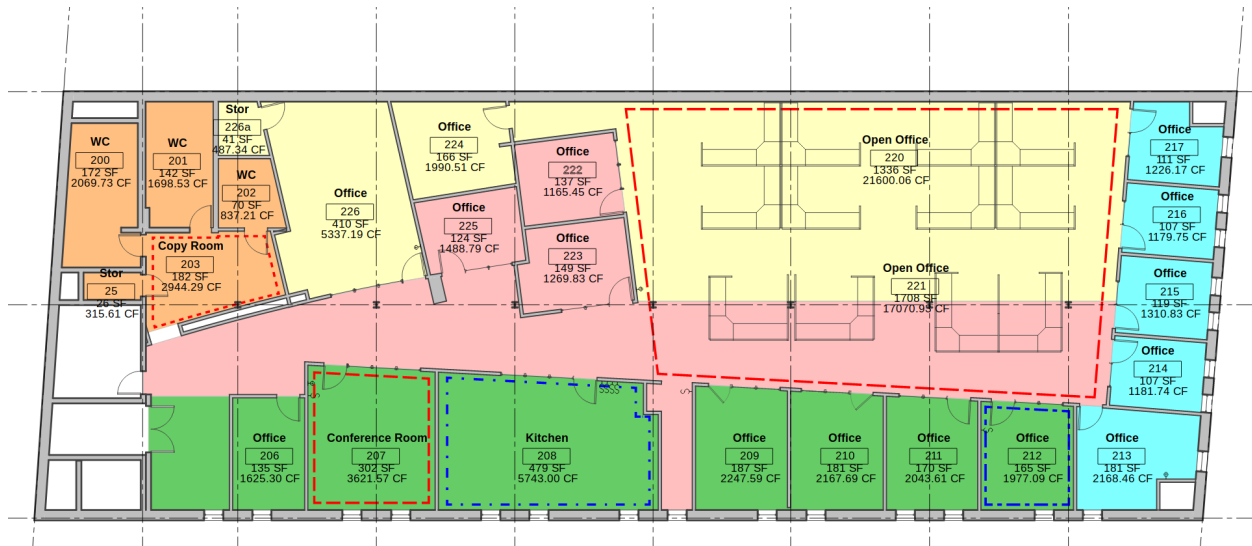 WC
200
172 SF
2069.73 CF
WC
201
142 SF
1698.53 CF
Stor
226a
41 SF
487.34 CF
WC
202
70 SF
837.21 CF
Copy Room
203
182 SF
2944.29 CF
Stor
25
26 SF
315.61 CF
Office
226
410 SF
5337.19 CF
Office
224
166 SF
1990.51 CF
Office
225
124 SF
1488.79 CF
Office
222
137 SF
1165.45 CF
Office
223
149 SF
1269.83 CF
Open Office
220
1336 SF
21600.06 CF
Open Office
221
1708 SF
17070.95 CF
Office
217
111 SF
1226.17 CF
Office
216
107 SF
1179.75 CF
Office
215
119 SF
1310.83 CF
Office
214
107 SF
1181.74 CF
Office
206
135 SF
1625.30 CF
Conference Room
207
302 SF
3621.57 CF
Kitchen
208
479 SF
5743.00 CF
Office
209
187 SF
2247.59 CF
Office
210
181 SF
2167.69 CF
Office
211
170 SF
2043.61 CF
Office
212
165 SF
1977.09 CF
Office
213
181 SF
2168.46 CF